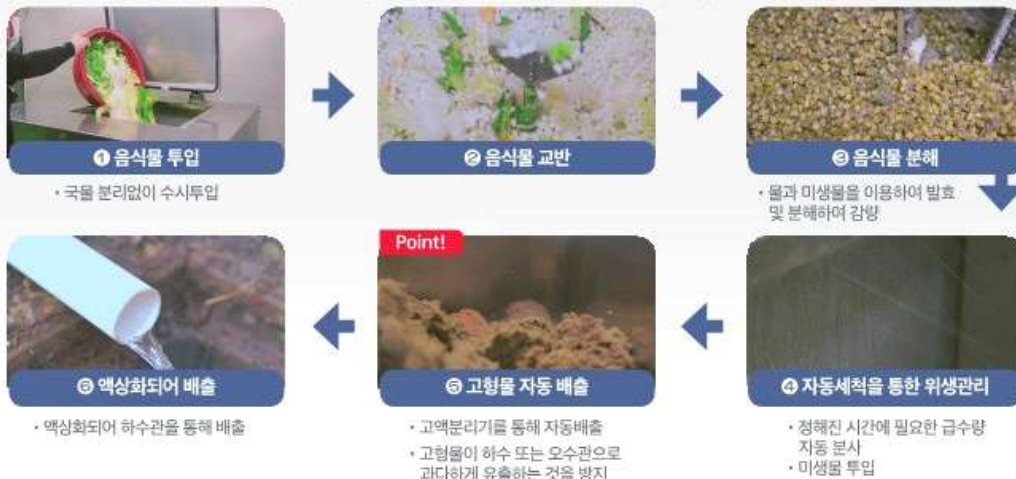 ❶ 음식물 투입
• 국물 분리없이 수시투입
❷ 음식물 교반
❸ 음식물 분해
• 물과 미생물을 이용하여 발효
및 분해하여 감량
❹ 자동세척을 통한 위생관리
• 정해진 시간에 필요한 급수량
자동 분사
• 미생물 투입
Point!
❺ 고형물 자동 배출
• 고액분리기를 통해 자동배출
• 고형물이 하수 또는 오수관으로
과다하게 유출하는 것을 방지
❻ 액상화되어 배출
• 액상화되어 하수관을 통해 배출